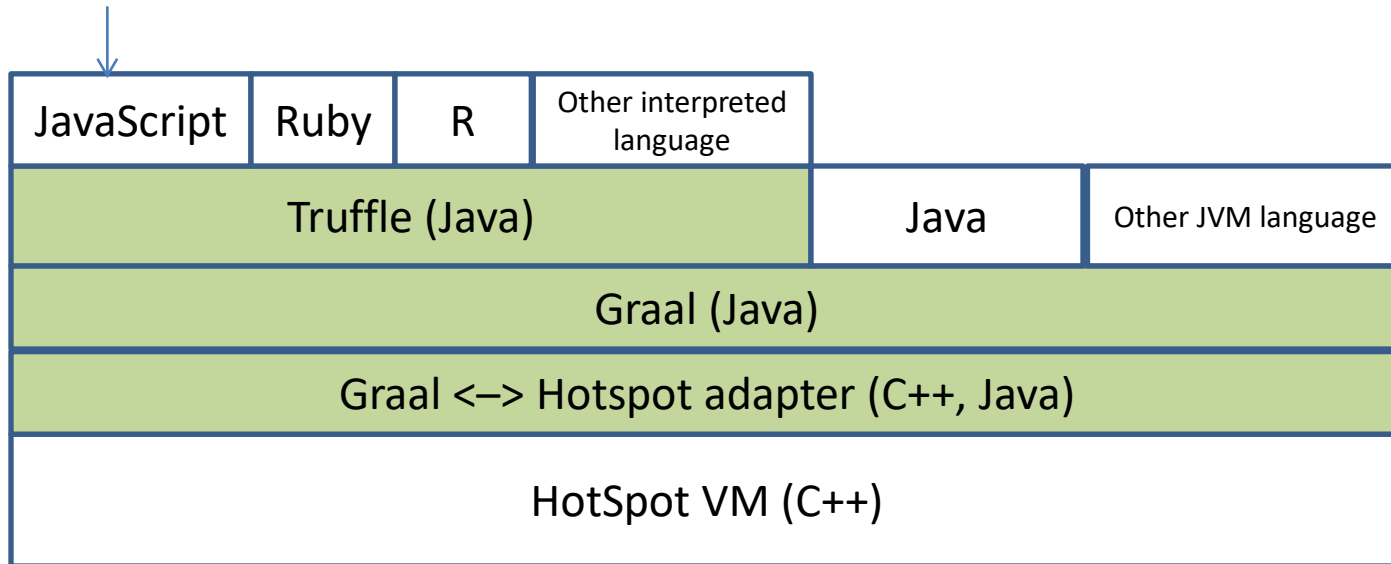 JavaScript
Ruby
R
Other interpreted
language
Truffle (Java)
Java
Other JVM language
Graal (Java)
Graal <–> Hotspot adapter (C++, Java)
HotSpot VM (C++)